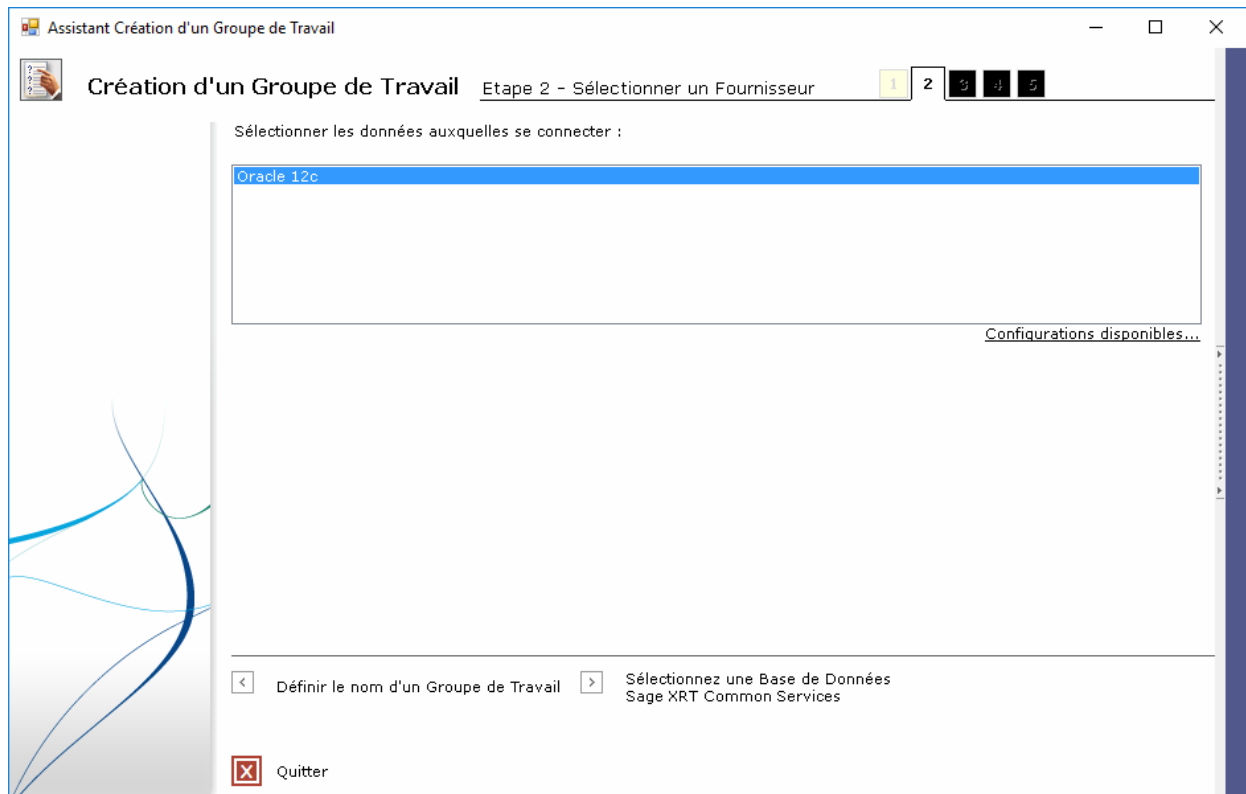 Assistant Création d'un Groupe de Travail
Création d'un Groupe de Travail Etape 2 - Sélectionner un Fournisseur 1 2 3 4 5
Sélectionner les données auxquelles se connecter :
Oracle 12c
Configurations disponibles...
< Définir le nom d'un Groupe de Travail > Sélectionnez une Base de Données
Sage XRT Common Services
X Quitter